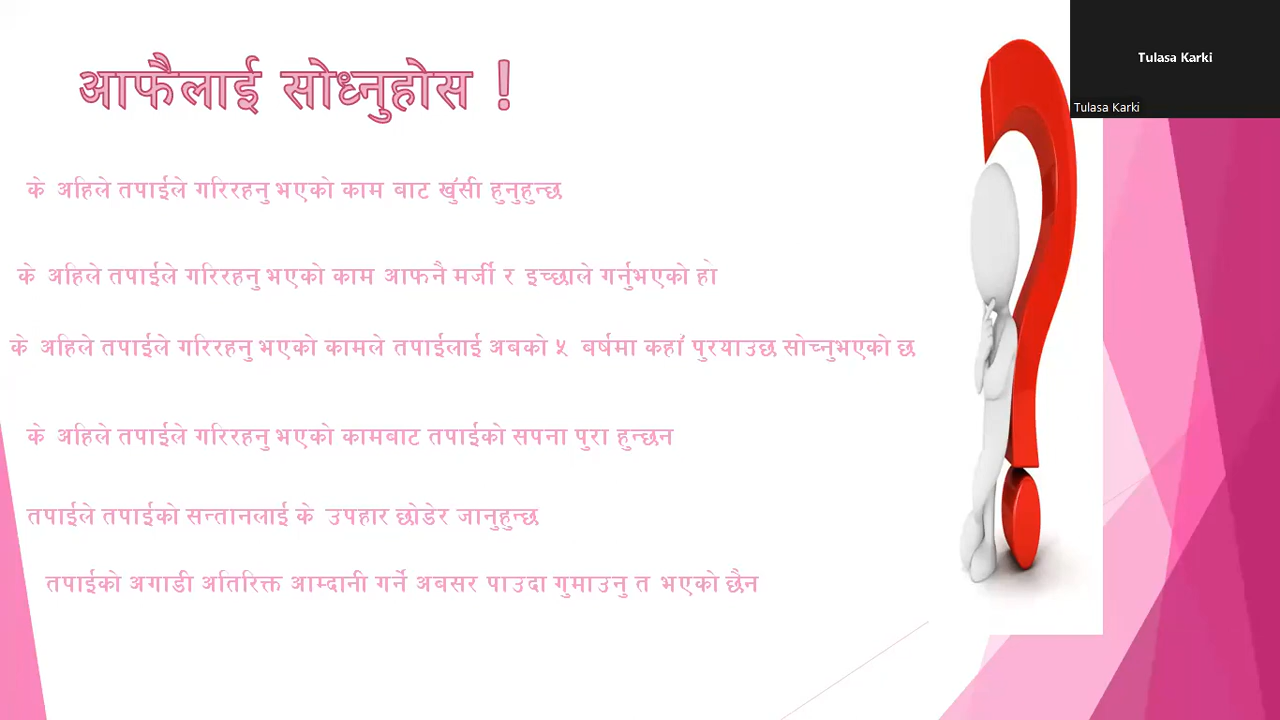 आफैलाई सोध्नुहोस !
Tulasa Karki
Tulasa Karki
के अहिले तपाईले गरिरहनु भएको काम बाट खुँसी हुनुहुन्छ
के अहिले तपाईले गरिरहनु भएको काम आफनै मर्जी र इच्छाले गर्नुभएको हो
के अहिले तपाईले गरिरहनु भएको कामले तपाईलाई अबको ५ बर्षमा कहाँ पुरयाउछ सोच्नुभएको छ
के अहिले तपाईले गरिरहनु भएको कामबाट तपाईको सपना पुरा हुन्छन
तपाईले तपाईको सन्तानलाई के उपहार छोडेर जानुहुन्छ
तपाईको अगाडी अतिरिक्त आम्दानी गर्ने अबसर पाउदा गुमाउनु त भएको छैन